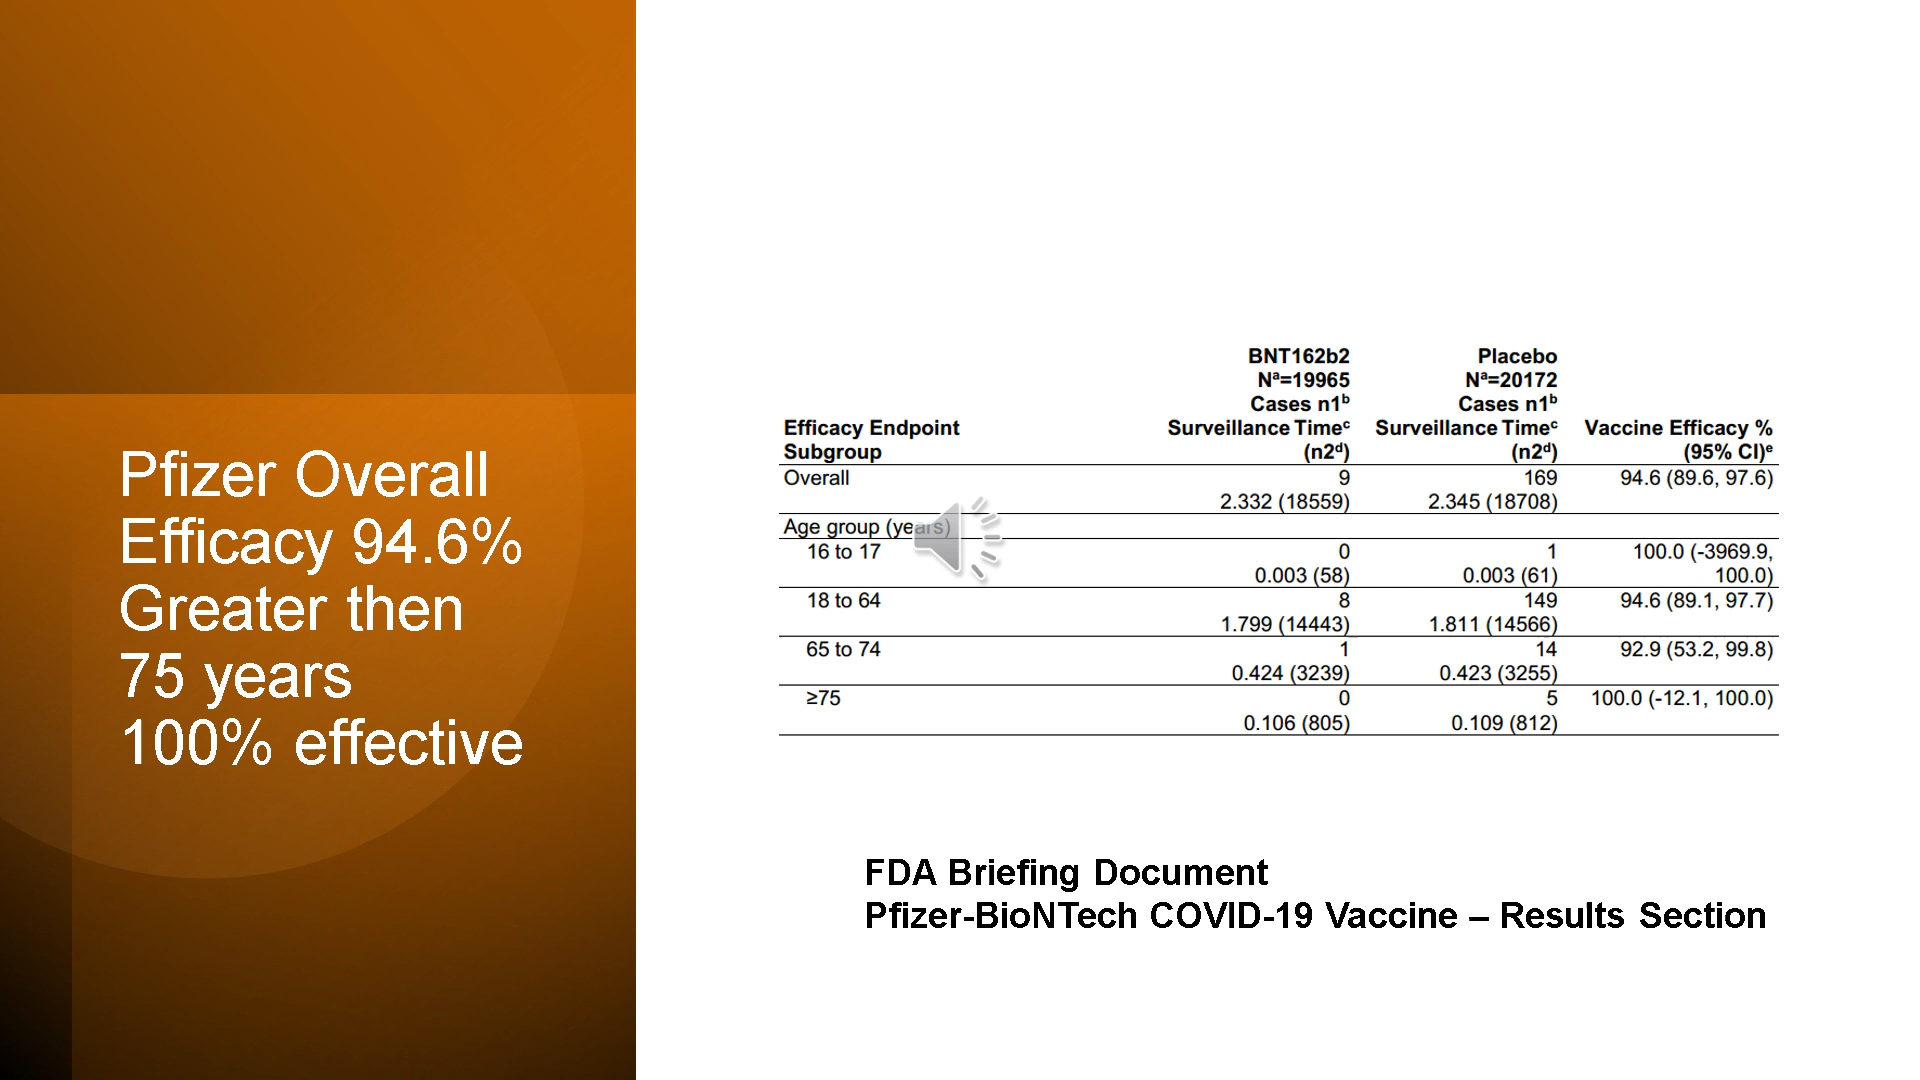 Pfizer Overall
Efficacy 94.6%
Greater then
75 years
100% effective
BNT162b2 Placebo
Nᵃ=19965 Nᵃ=20172
Cases n1ᵇ Cases n1ᵇ
Efficacy Endpoint Surveillance Timeᶜ Surveillance Timeᶜ Vaccine Efficacy %
Subgroup (n2ᵈ) (n2ᵈ) (95% CI)ᵉ
Overall 9 169 94.6 (89.6, 97.6)
2.332 (18559) 2.345 (18708)
Age group (years)
16 to 17 0 1 100.0 (-3969.9,
0.003 (58) 0.003 (61) 100.0)
18 to 64 8 149 94.6 (89.1, 97.7)
1.799 (14443) 1.811 (14566)
65 to 74 1 14 92.9 (53.2, 99.8)
0.424 (3239) 0.423 (3255)
≥75 0 5 100.0 (-12.1, 100.0)
0.106 (805) 0.109 (812)
FDA Briefing Document
Pfizer-BioNTech COVID-19 Vaccine – Results Section